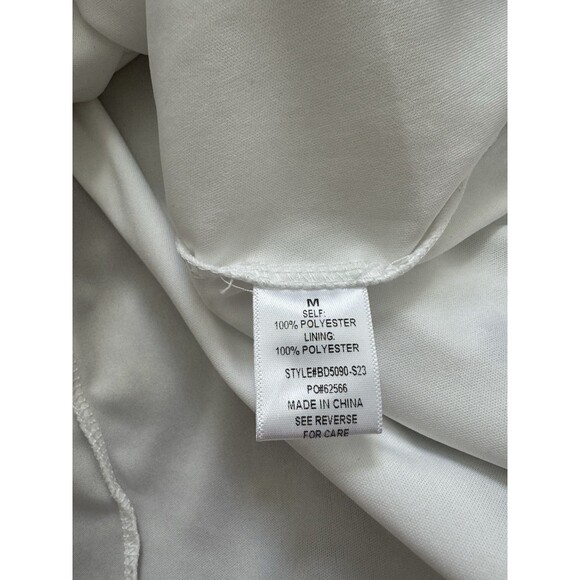 M
SELF:
100% POLYESTER
LINING:
100% POLYESTER
STYLE#BD5090-S23
PO#62566
MADE IN CHINA
SEE REVERSE
FOR CARE